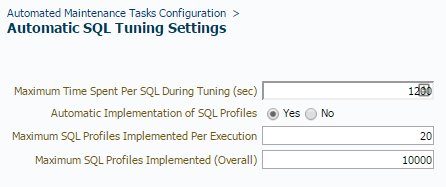 Automated Maintenance Tasks Configuration >
Automatic SQL Tuning Settings
Maximum Time Spent Per SQL During Tuning (sec) 1200
Automatic Implementation of SQL Profiles Yes No
Maximum SQL Profiles Implemented Per Execution 20
Maximum SQL Profiles Implemented (Overall) 10000